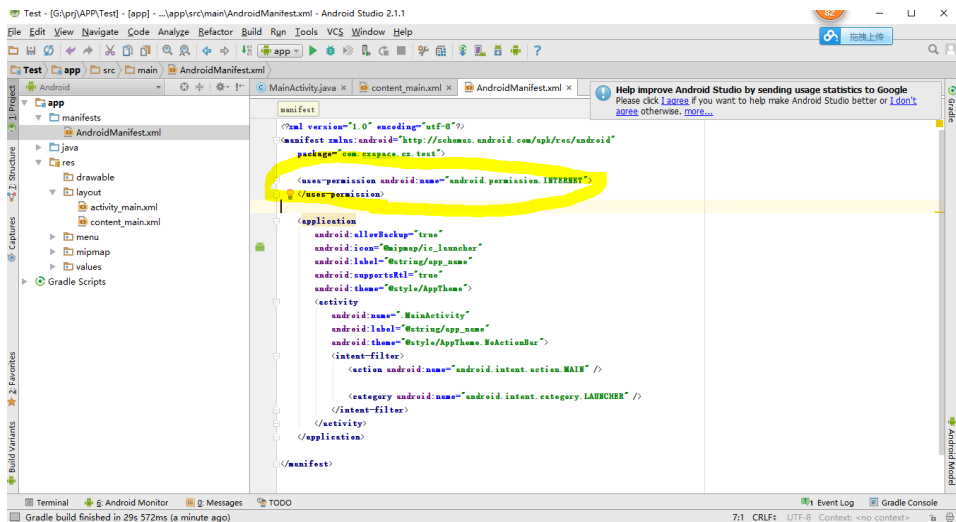 Test - [G:\prj\APP\Test] - [app] - ...\app\src\main\AndroidManifest.xml - Android Studio 2.1.1
82
File Edit View Navigate Code Analyze Refactor Build Run Tools VCS Window Help
拖拽上传
app
Test app src main AndroidManifest.xml
Android
MainActivity.java content_main.xml AndroidManifest.xml
Help improve Android Studio by sending usage statistics to Google
Please click I agree if you want to help make Android Studio better or I don't
agree otherwise. more...
1: Project
Z: Structure
Captures
2: Favorites
Build Variants
app
manifests
AndroidManifest.xml
java
res
drawable
layout
activity_main.xml
content_main.xml
menu
mipmap
values
Gradle Scripts
manifest
<?xml version="1.0" encoding="utf-8"?>
<manifest xmlns:android="http://schemas.android.com/apk/res/android"
package="com.cxspace.cx.test">
<uses-permission android:name="android.permission.INTERNET">
</uses-permission>
<application
android:allowBackup="true"
android:icon="@mipmap/ic_launcher"
android:label="@string/app_name"
android:supportsRtl="true"
android:theme="@style/AppTheme">
<activity
android:name=".MainActivity"
android:label="@string/app_name"
android:theme="@style/AppTheme.NoActionBar">
<intent-filter>
<action android:name="android.intent.action.MAIN" />
<category android:name="android.intent.category.LAUNCHER" />
</intent-filter>
</activity>
</application>
</manifest>
Gradle
Android Model
Terminal 6: Android Monitor 0: Messages TODO
1 Event Log Gradle Console
Gradle build finished in 29s 572ms (a minute ago)
7:1 CRLF÷ UTF-8 Context: <no context>